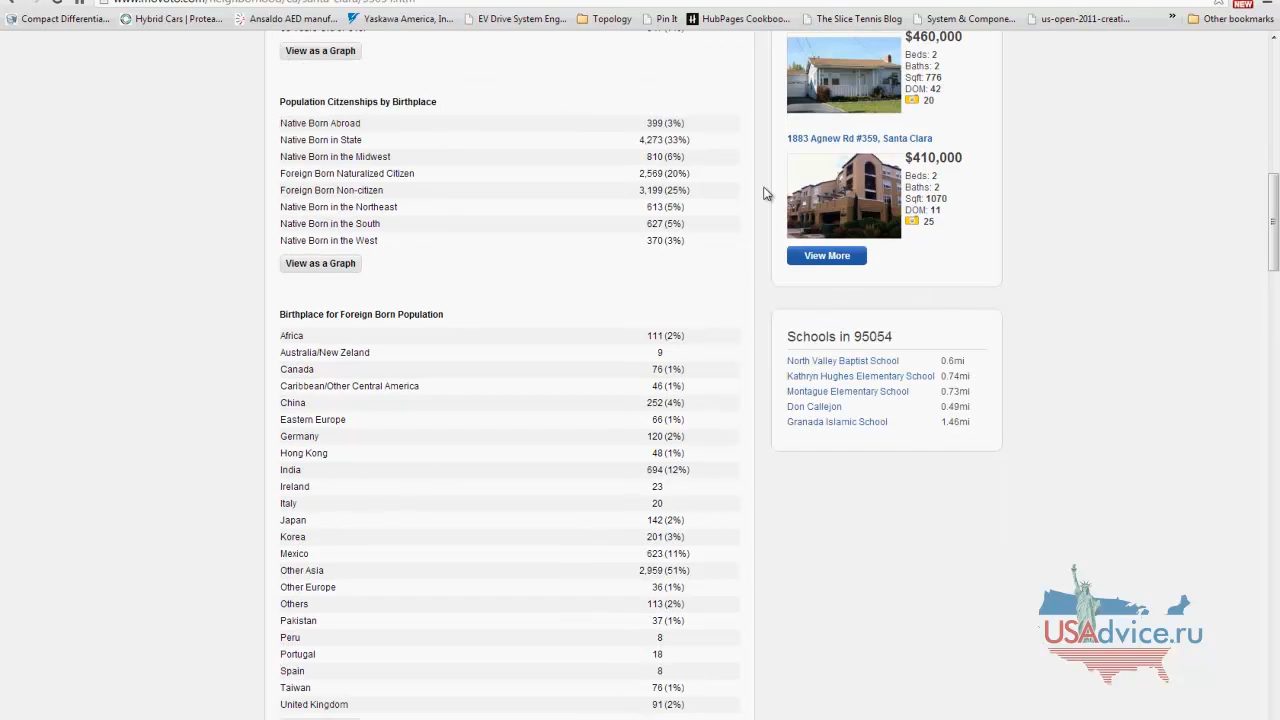 Compact Differentia... Hybrid Cars (Protea... Ansaldo AED manuf... Yaskawa America, In... EV Drive System Eng... Topology Pin It HubPages Cookboo... The Slice Tennis Blog System & Compone... us-open-2011-creati... » Other bookmarks
NEW
View as a Graph
Population Citzenships by Birthplace
Native Born Abroad 399 (3%)
Native Born in State 4,273 (33%)
Native Born in the Midwest 810 (6%)
Foreign Born Naturalized Citizen 2,569 (20%)
Foreign Born Non-citizen 3,199 (25%)
Native Born in the Northeast 613 (5%)
Native Born in the South 627 (5%)
Native Born in the West 370 (3%)
View as a Graph
Birthplace for Foreign Born Population
Africa 111 (2%)
Australia/New Zeland 9
Canada 76 (1%)
Caribbean/Other Central America 46 (1%)
China 252 (4%)
Eastern Europe 66 (1%)
Germany 120 (2%)
Hong Kong 48 (1%)
India 694 (12%)
Ireland 23
Italy 20
Japan 142 (2%)
Korea 201 (3%)
Mexico 623 (11%)
Other Asia 2,959 (51%)
Other Europe 36 (1%)
Others 113 (2%)
Pakistan 37 (1%)
Peru 8
Portugal 18
Spain 8
Taiwan 76 (1%)
United Kingdom 91 (2%)
$460,000
Beds: 2
Baths: 2
Sqft: 776
DOM: 42
20
1883 Agnew Rd #359, Santa Clara
$410,000
Beds: 2
Baths: 2
Sqft: 1070
DOM: 11
25
View More
Schools in 95054
North Valley Baptist School 0.6mi
Kathryn Hughes Elementary School 0.74mi
Montague Elementary School 0.73mi
Don Callejon 0.49mi
Granada Islamic School 1.46mi
USAdvice.ru